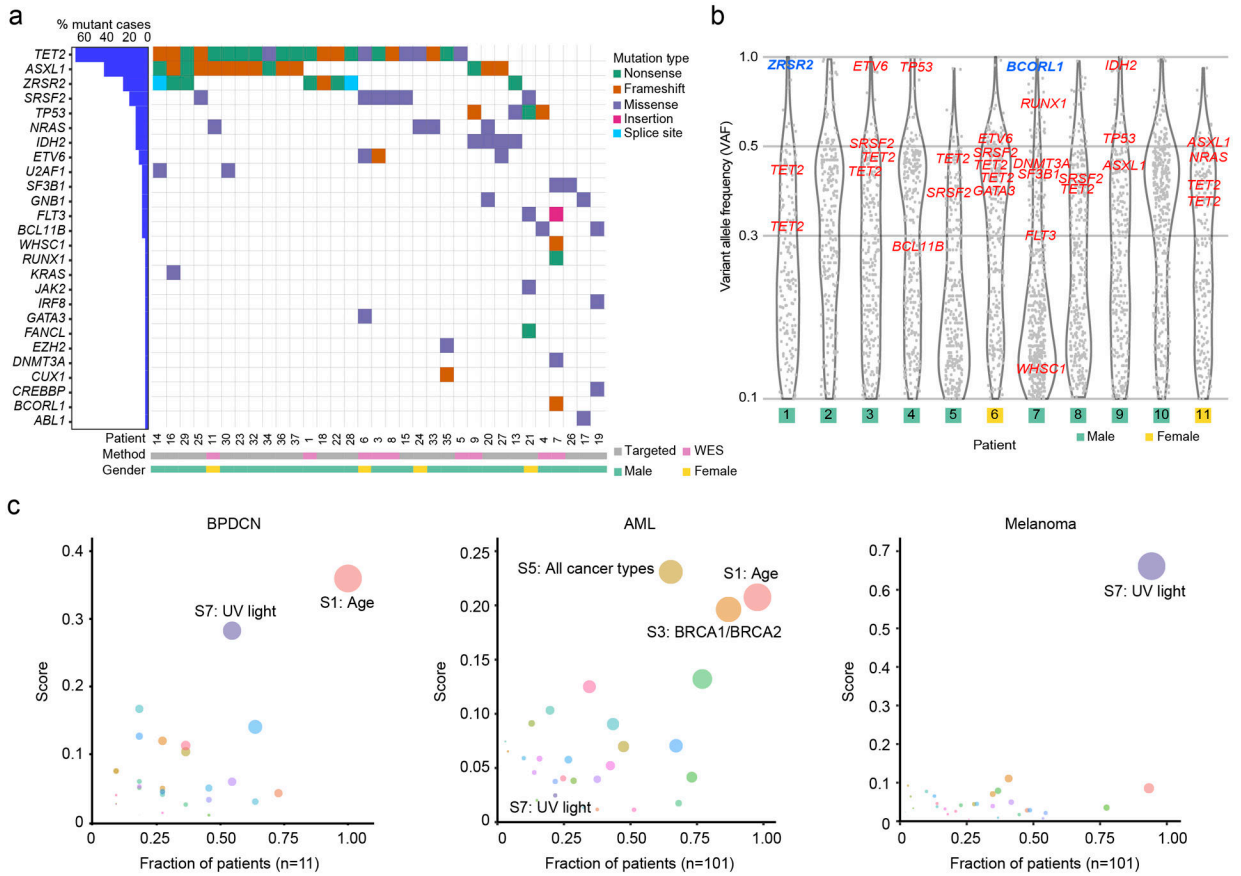 a
% mutant cases
60 40 20 0
TET2
ASXL1
ZRSR2
SRSF2
TP53
NRAS
IDH2
ETV6
U2AF1
SF3B1
GNB1
FLT3
BCL11B
WHSC1
RUNX1
KRAS
JAK2
IRF8
GATA3
FANCL
EZH2
DNMT3A
CUX1
CREBBP
BCORL1
ABL1
Mutation type
Nonsense
Frameshift
Missense
Insertion
Splice site
Patient 14 16 29 25 11 30 23 32 34 36 37 1 18 22 28 6 3 8 15 24 33 35 5 9 20 27 13 21 4 7 26 17 19
Method
Targeted WES
Gender
Male Female
b
Variant allele frequency (VAF)
1.0
0.5
0.3
0.1
ZRSR2
TET2
TET2
ETV6
SRSF2
TET2
TET2
TP53
BCL11B
TET2
SRSF2
ETV6
SRSF2
TET2
TET2
GATA3
BCORL1
RUNX1
DNMT3A
SF3B1
FLT3
WHSC1
SRSF2
TET2
IDH2
TP53
ASXL1
ASXL1
NRAS
TET2
TET2
1 2 3 4 5 6 7 8 9 10 11
Patient
Male Female
c
BPDCN
Score
0.4
0.3
0.2
0.1
0
S1: Age
S7: UV light
0 0.25 0.50 0.75 1.00
Fraction of patients (n=11)
AML
Score
0.25
0.20
0.15
0.10
0.05
0
S5: All cancer types
S1: Age
S3: BRCA1/BRCA2
S7: UV light
0 0.25 0.50 0.75 1.00
Fraction of patients (n=101)
Melanoma
Score
0.7
0.6
0.5
0.4
0.3
0.2
0.1
0
S7: UV light
0 0.25 0.50 0.75 1.00
Fraction of patients (n=101)